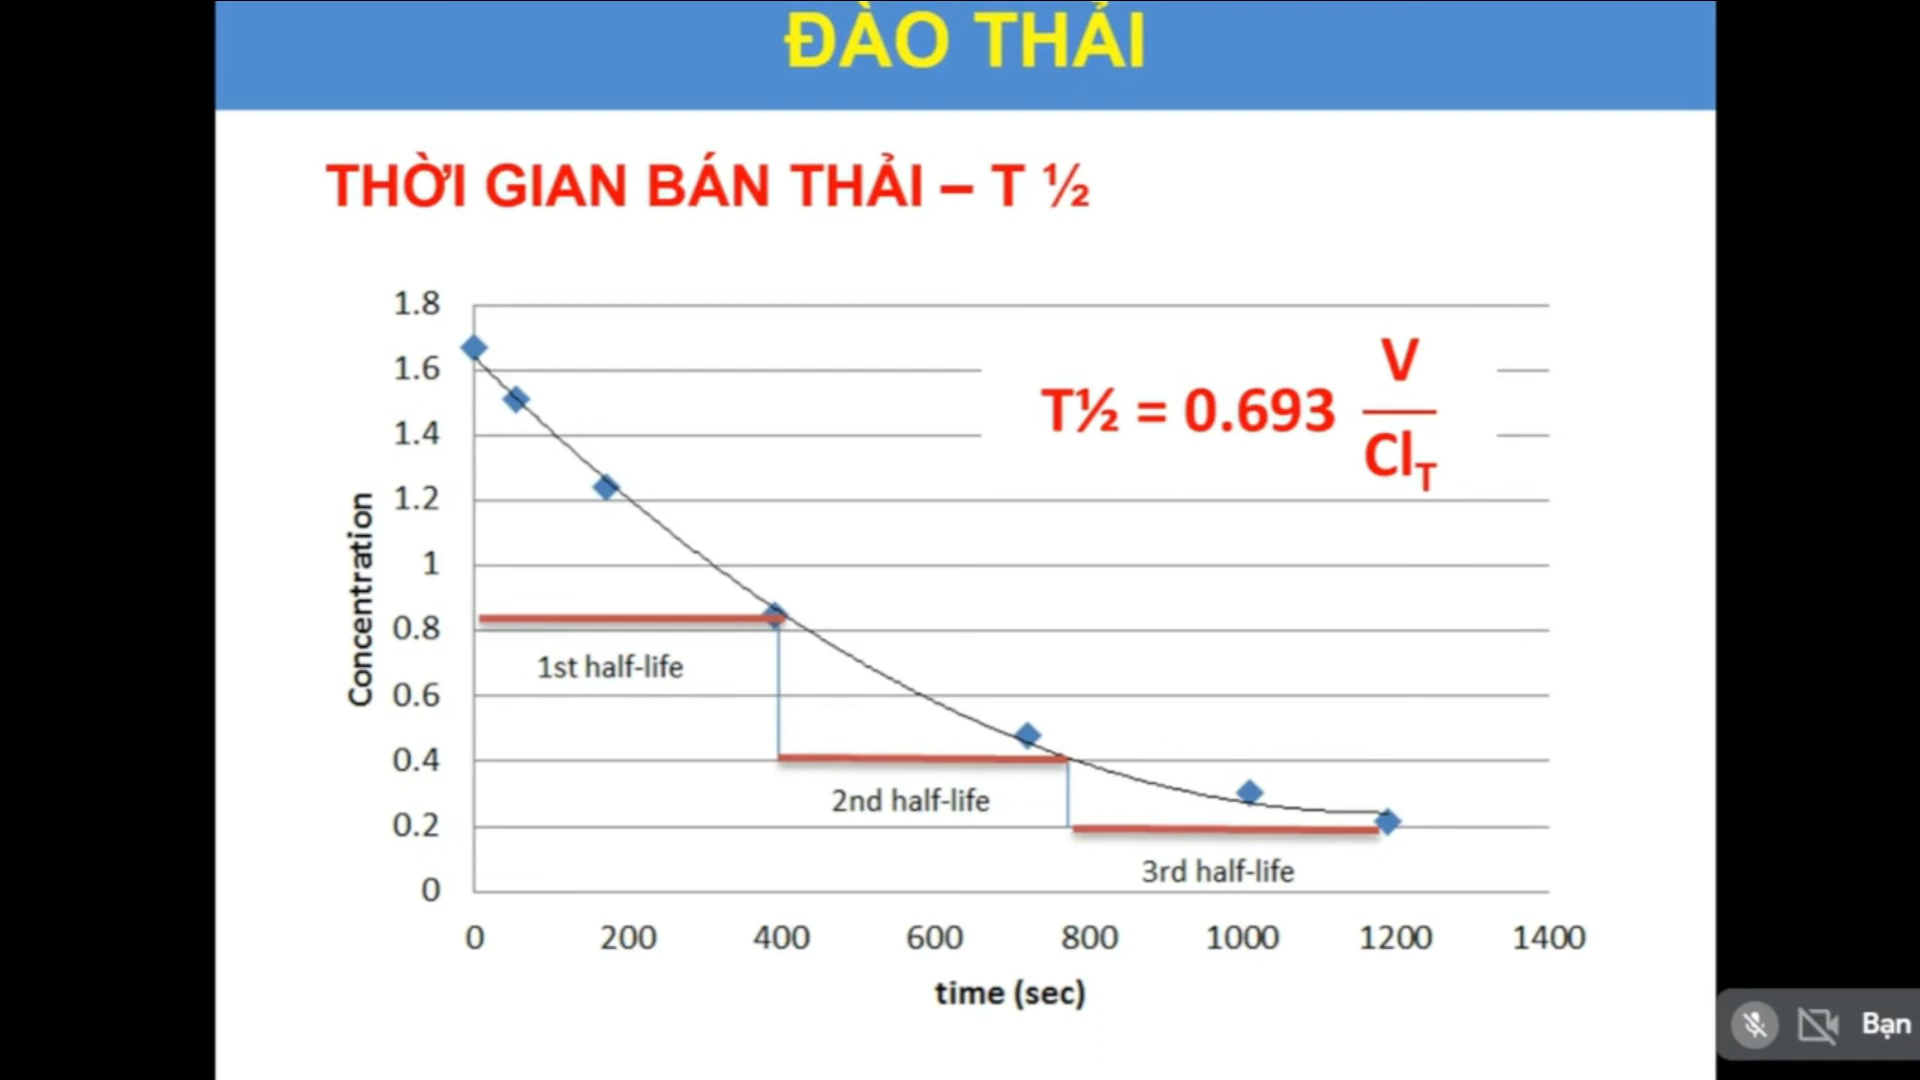 ĐÀO THẢI
THỜI GIAN BÁN THẢI – T ½
1.8
1.6
1.4
1.2
1
0.8
0.6
0.4
0.2
0
Concentration
T½ = 0.693 V
Cl_T
1st half-life
2nd half-life
3rd half-life
0 200 400 600 800 1000 1200 1400
time (sec)
Bạn